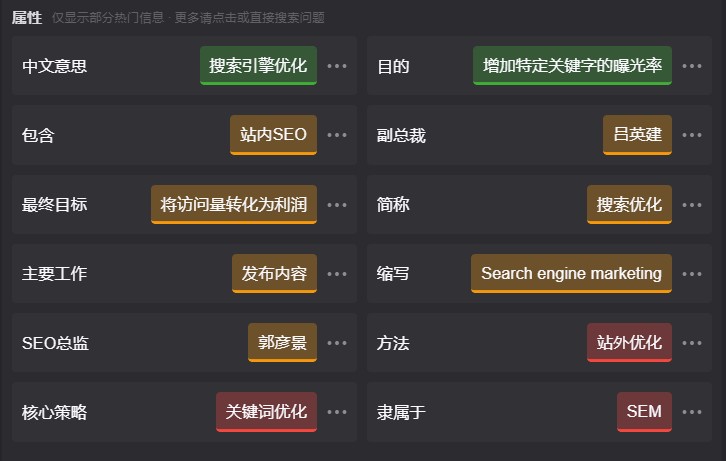 属性 仅显示部分热门信息 · 更多请点击或直接搜索问题
中文意思 搜索引擎优化 ··· 目的 增加特定关键字的曝光率 ···
包含 站内SEO ··· 副总裁 吕英建 ···
最终目标 将访问量转化为利润 ··· 简称 搜索优化 ···
主要工作 发布内容 ··· 缩写 Search engine marketing ···
SEO总监 郭彦景 ··· 方法 站外优化 ···
核心策略 关键词优化 ··· 隶属于 SEM ···